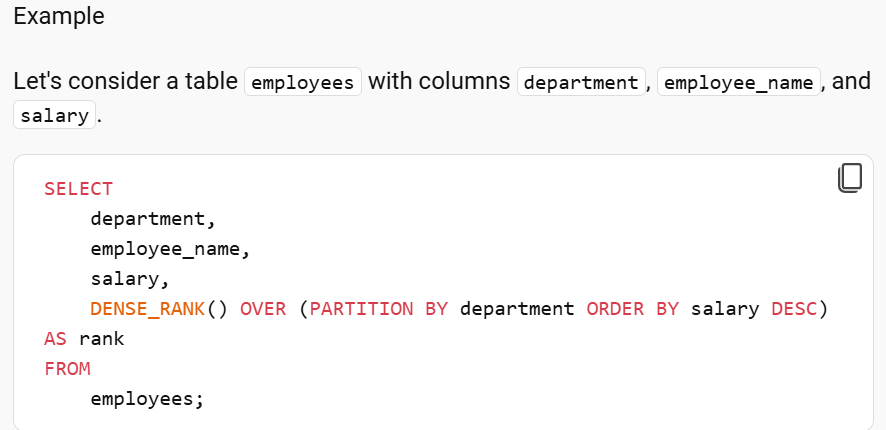 Example
Let's consider a table employees with columns department, employee_name, and
salary.
SELECT
    department,
    employee_name,
    salary,
    DENSE_RANK() OVER (PARTITION BY department ORDER BY salary DESC)
AS rank
FROM
    employees;